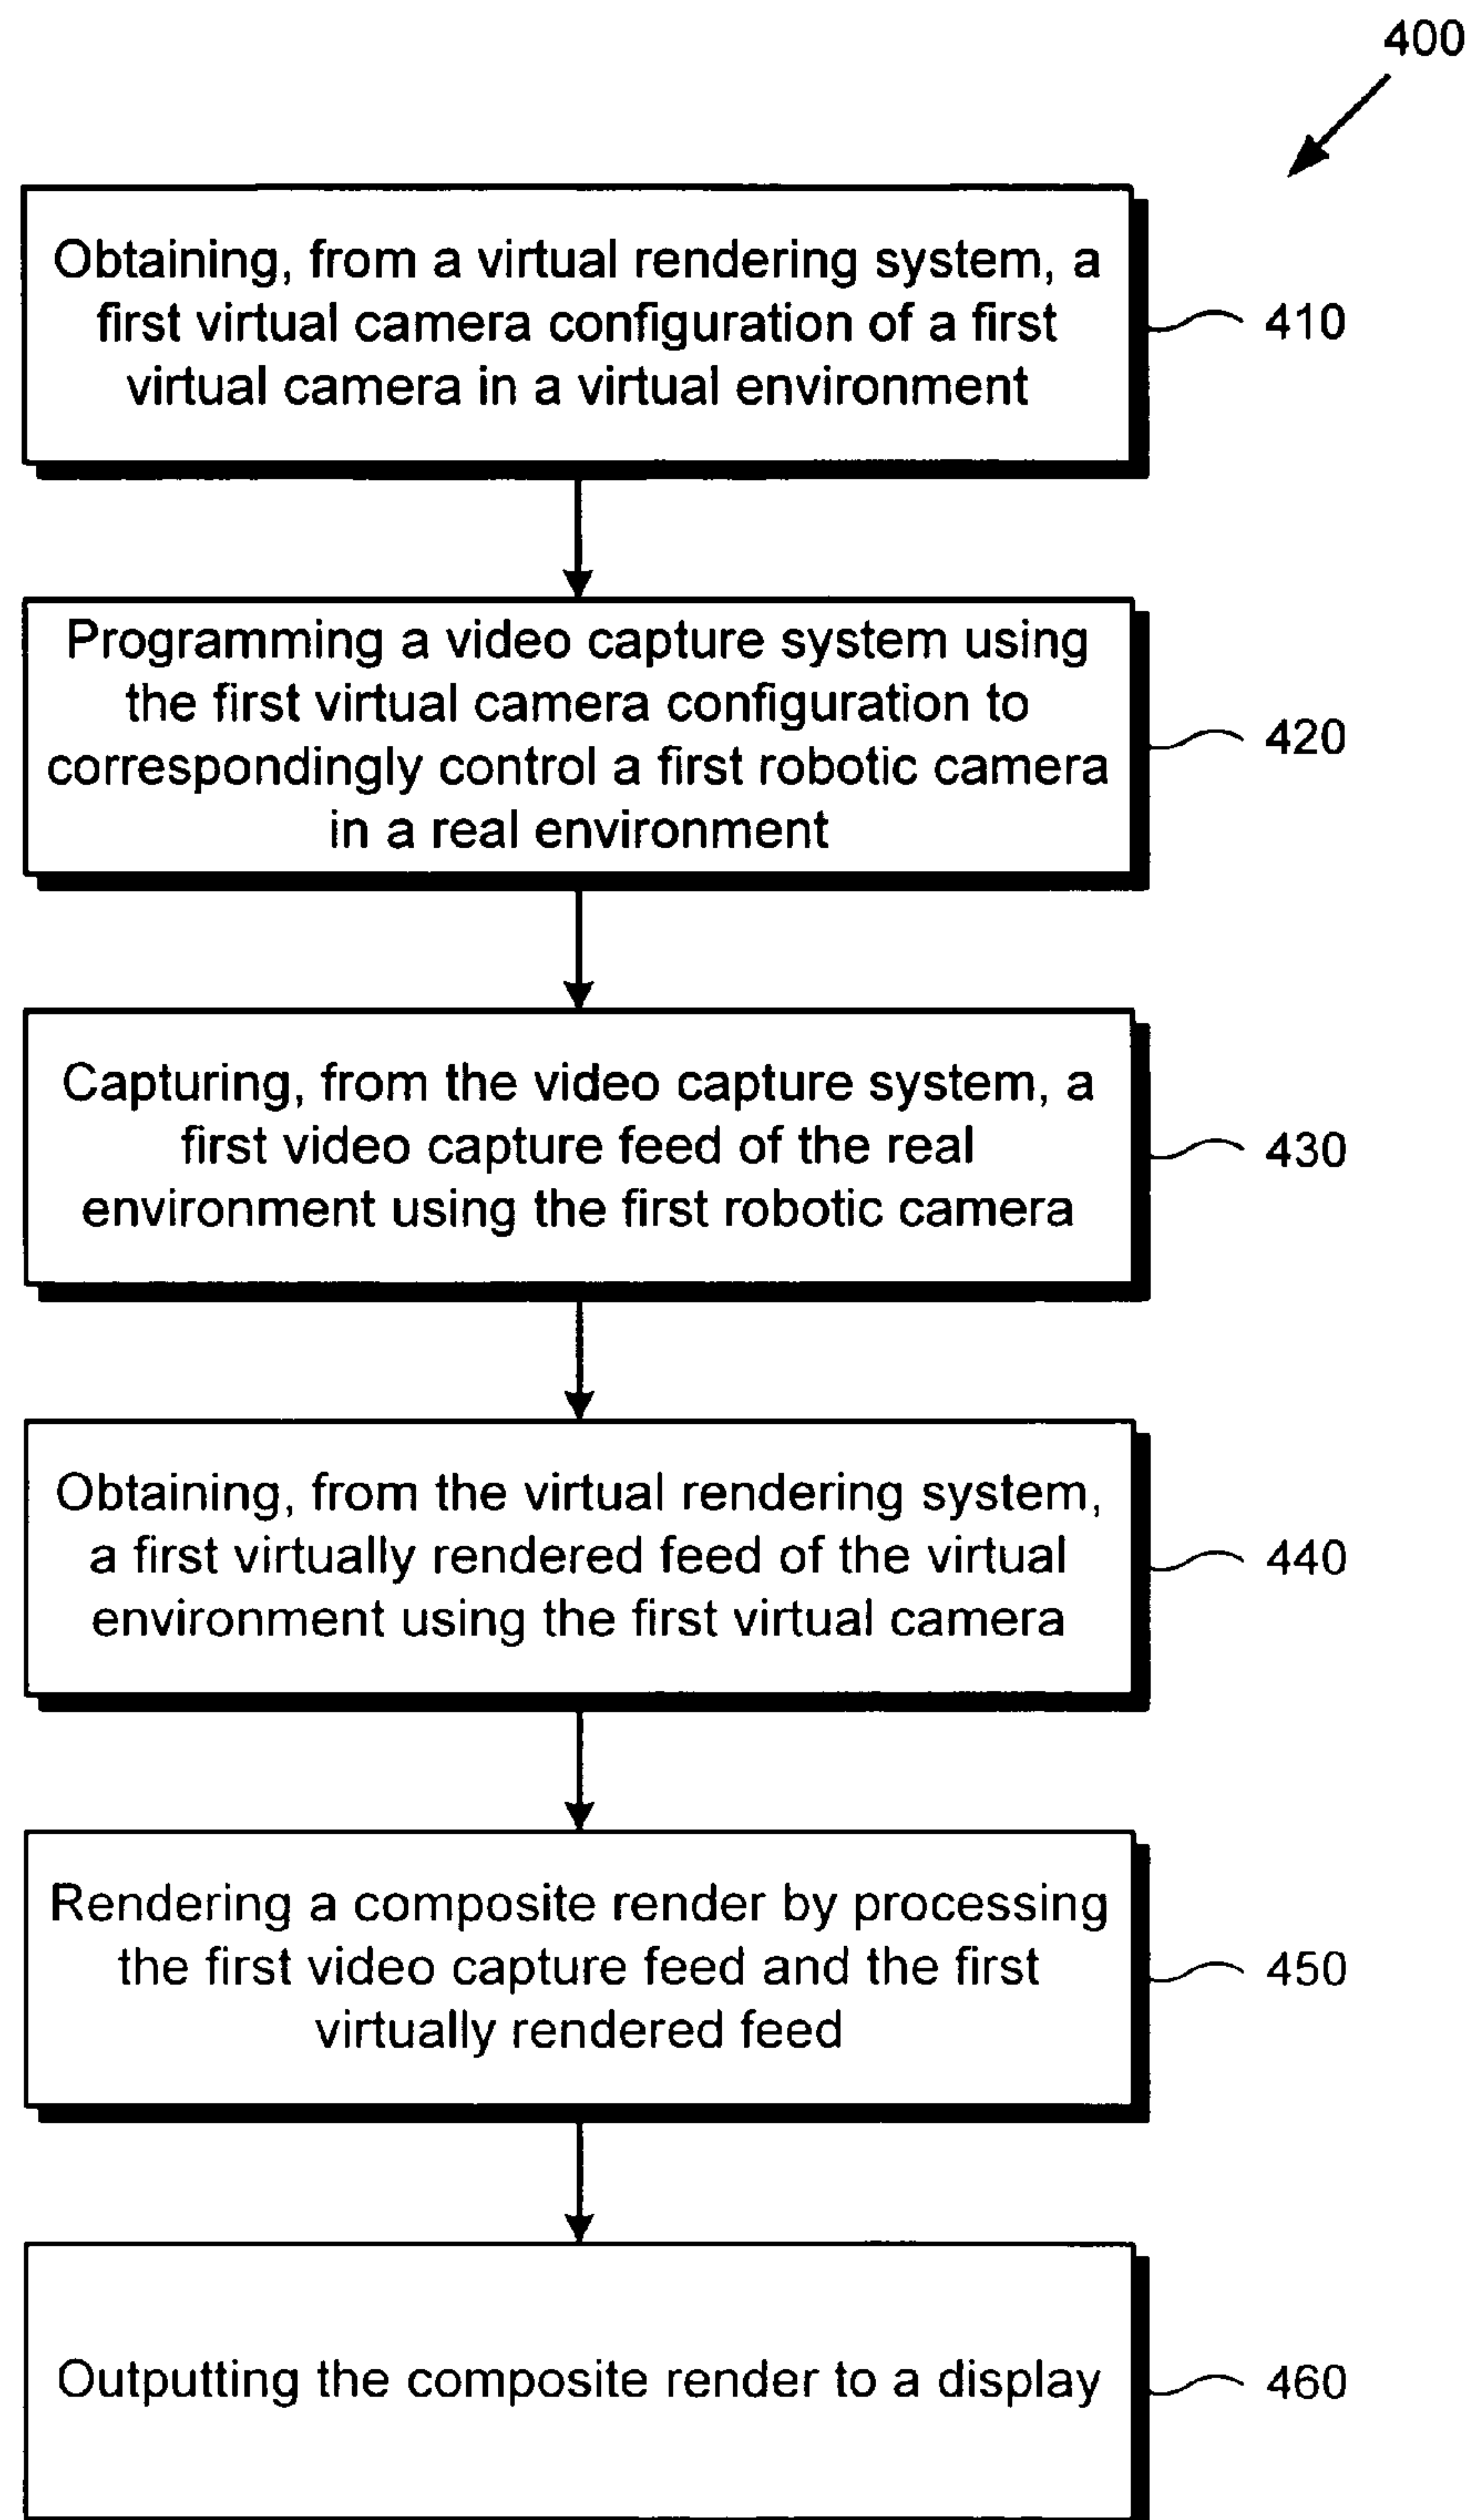 400
Obtaining, from a virtual rendering system, a
first virtual camera configuration of a first
virtual camera in a virtual environment
410
Programming a video capture system using
the first virtual camera configuration to
correspondingly control a first robotic camera
in a real environment
420
Capturing, from the video capture system, a
first video capture feed of the real
environment using the first robotic camera
430
Obtaining, from the virtual rendering system,
a first virtually rendered feed of the virtual
environment using the first virtual camera
440
Rendering a composite render by processing
the first video capture feed and the first
virtually rendered feed
450
Outputting the composite render to a display
460